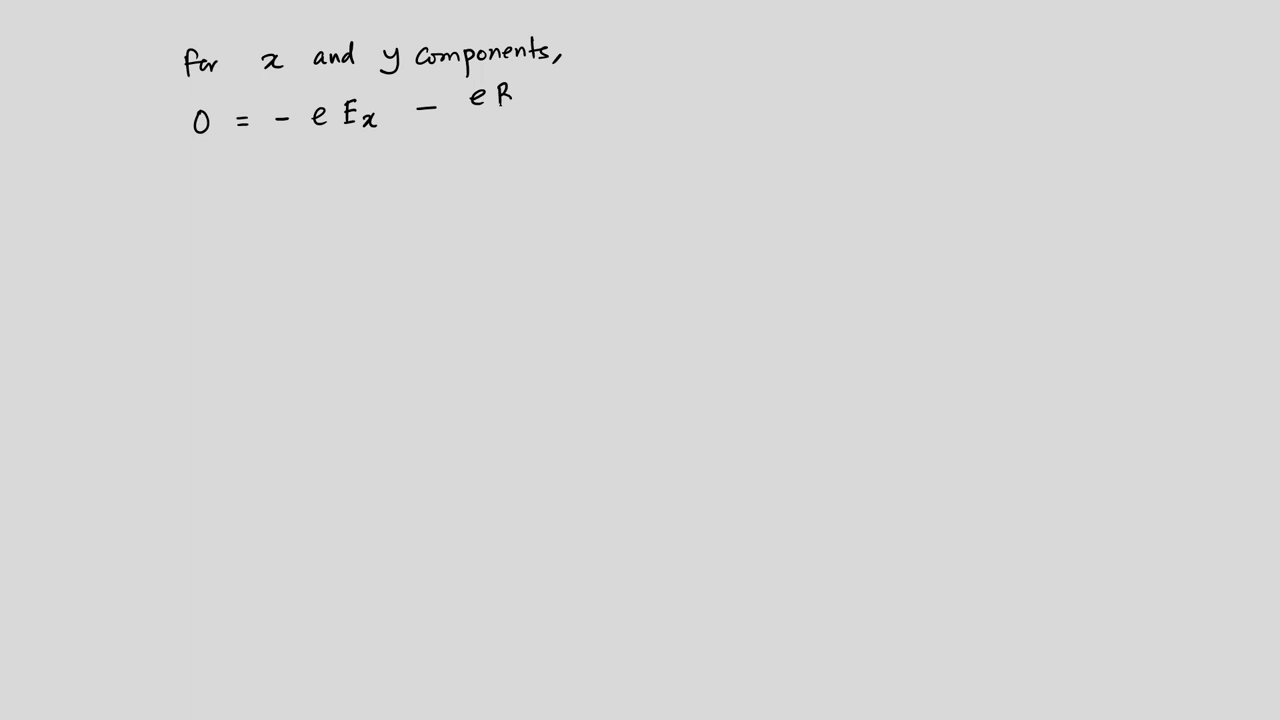 for x and y components,
0 = - e Eₓ - e R